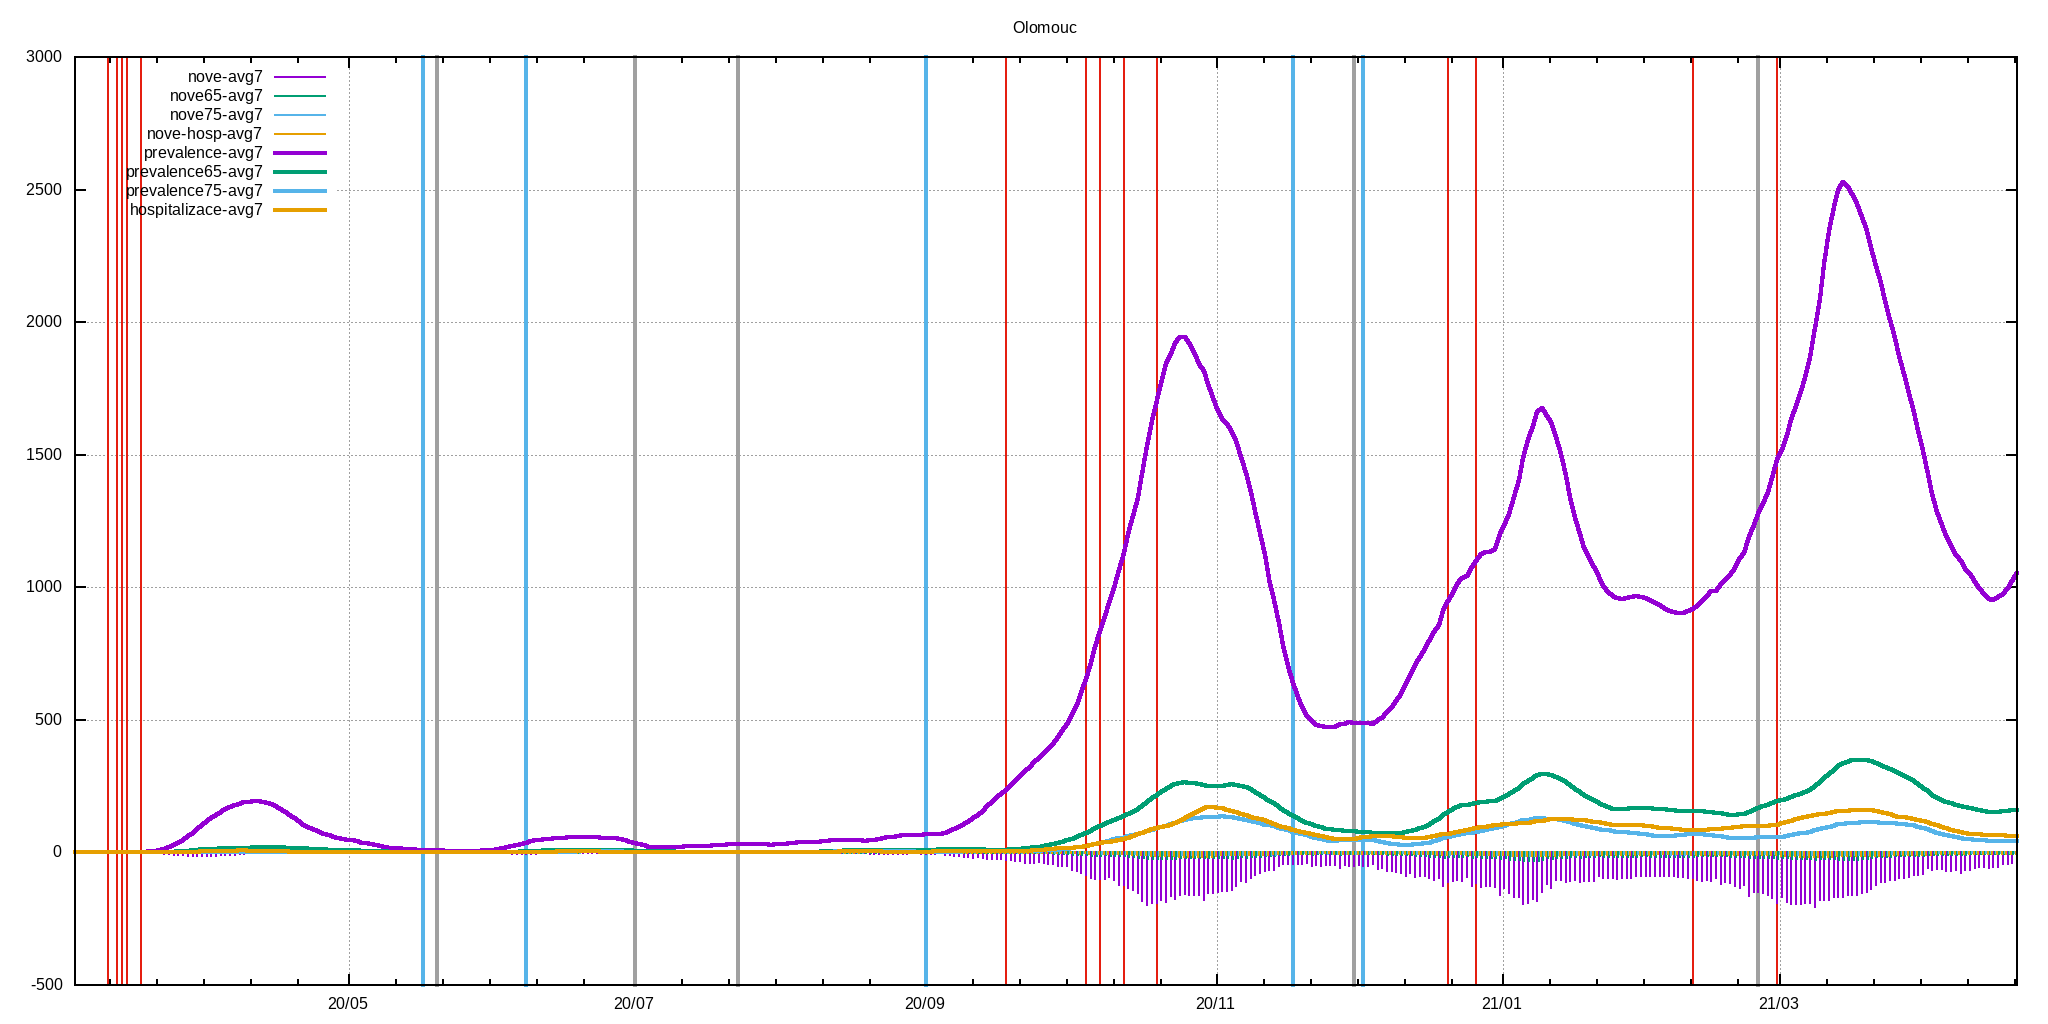 Olomouc
3000
2500
2000
1500
1000
500
0
-500
nove-avg7
nove65-avg7
nove75-avg7
nove-hosp-avg7
prevalence-avg7
prevalence65-avg7
prevalence75-avg7
hospitalizace-avg7
20/05 20/07 20/09 20/11 21/01 21/03